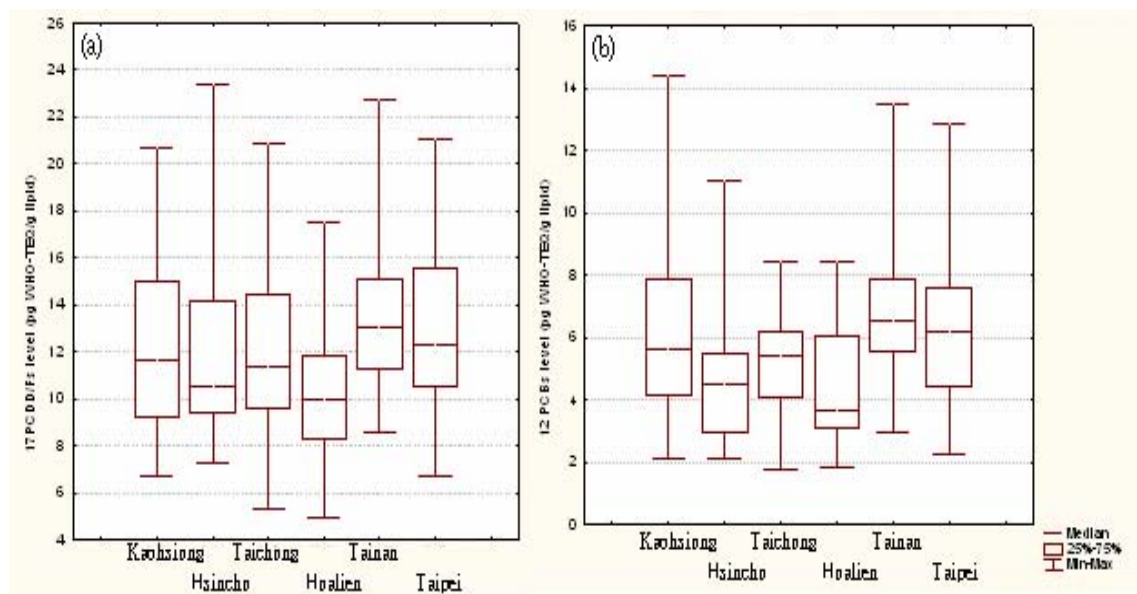 (a)
17 PCDD/Fs level (pg WHO-TEQ/g lipid)
26
24
22
20
18
16
14
12
10
8
6
4
Kaohsiong
Hsincho
Taichong
Hoalien
Tainan
Taipei
(b)
12 PCBs level (pg WHO-TEQ/g lipid)
16
14
12
10
8
6
4
2
0
Kaohsiong
Hsincho
Taichong
Hoalien
Tainan
Taipei
Median
25%-75%
Min-Max